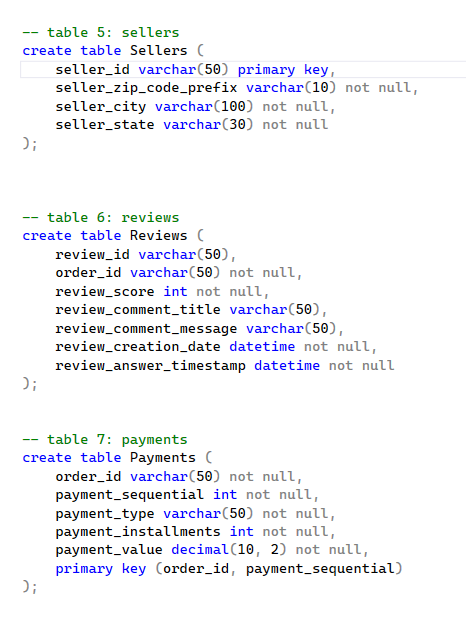 -- table 5: sellers
create table Sellers (
    seller_id varchar(50) primary key,
    seller_zip_code_prefix varchar(10) not null,
    seller_city varchar(100) not null,
    seller_state varchar(30) not null
);
-- table 6: reviews
create table Reviews (
    review_id varchar(50),
    order_id varchar(50) not null,
    review_score int not null,
    review_comment_title varchar(50),
    review_comment_message varchar(50),
    review_creation_date datetime not null,
    review_answer_timestamp datetime not null
);
-- table 7: payments
create table Payments (
    order_id varchar(50) not null,
    payment_sequential int not null,
    payment_type varchar(50) not null,
    payment_installments int not null,
    payment_value decimal(10, 2) not null,
    primary key (order_id, payment_sequential)
);